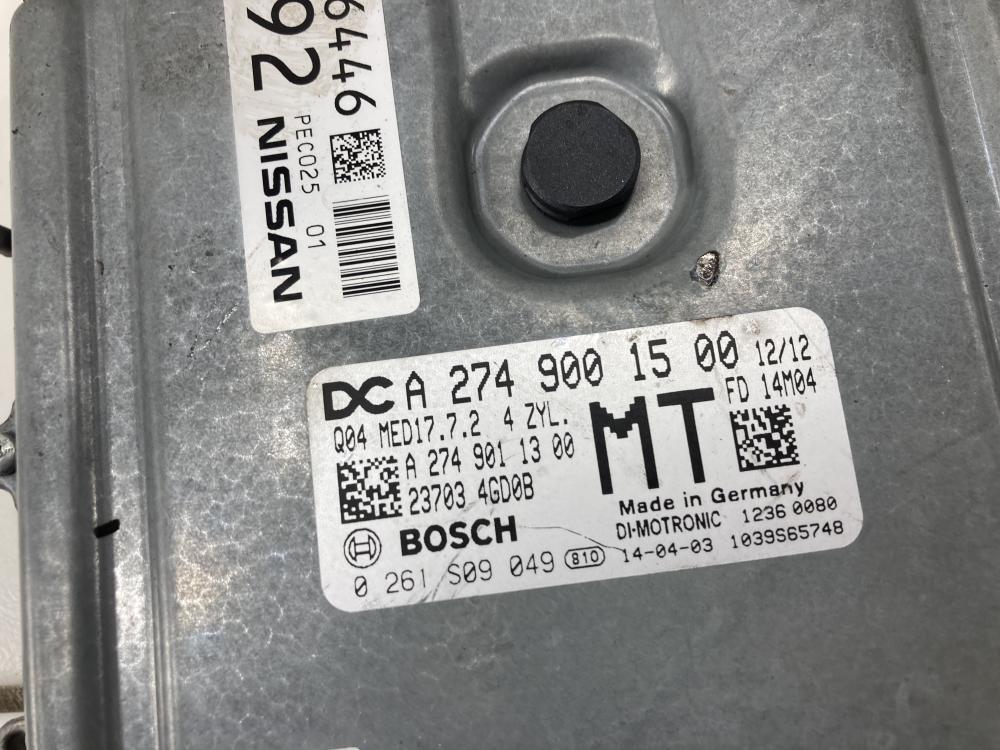 6446
92 NISSAN
PEC025 01
DC A 274 900 15 00 12/12
Q04 MED17.7.2 4 ZYL. MT FD 14M04
A 274 901 13 00
23703 4GD0B
Made in Germany
BOSCH DI-MOTRONIC 1236 0080
0 261 S09 049 810 14-04-03 1039S65748